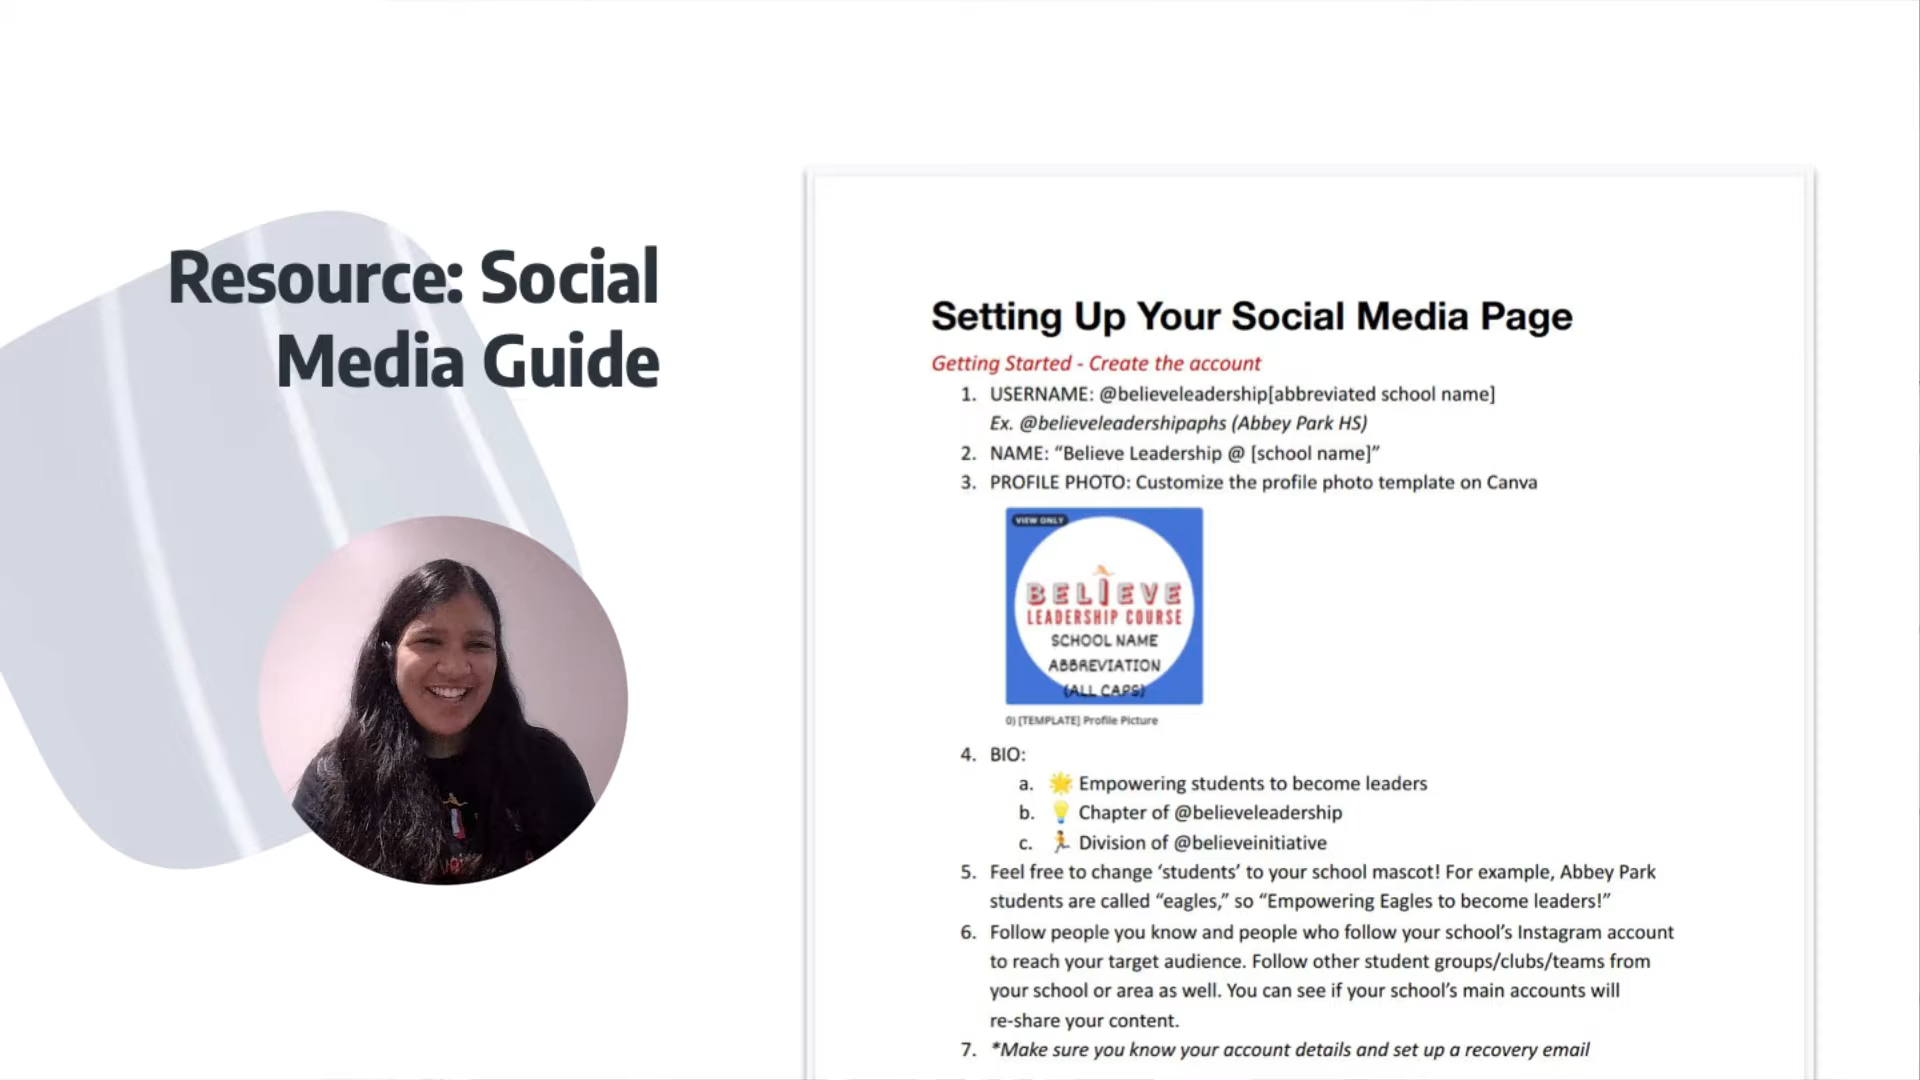 Resource: Social
Media Guide
Setting Up Your Social Media Page
Getting Started - Create the account
1. USERNAME: @believeleadership[abbreviated school name]
Ex. @believeleadershipaphs (Abbey Park HS)
2. NAME: “Believe Leadership @ [school name]”
3. PROFILE PHOTO: Customize the profile photo template on Canva
VIEW ONLY
BELIEVE
LEADERSHIP COURSE
SCHOOL NAME
ABBREVIATION
(ALL CAPS)
0) [TEMPLATE] Profile Picture
4. BIO:
a. 🌟 Empowering students to become leaders
b. 💡 Chapter of @believeleadership
c. 🏃 Division of @believeinitiative
5. Feel free to change ‘students’ to your school mascot! For example, Abbey Park
students are called “eagles,” so “Empowering Eagles to become leaders!”
6. Follow people you know and people who follow your school’s Instagram account
to reach your target audience. Follow other student groups/clubs/teams from
your school or area as well. You can see if your school’s main accounts will
re-share your content.
7. *Make sure you know your account details and set up a recovery email